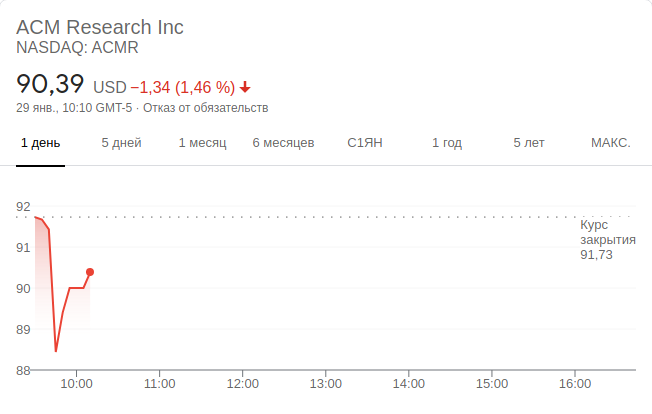 ACM Research Inc
NASDAQ: ACMR
90,39 USD −1,34 (1,46 %)
29 янв., 10:10 GMT-5 · Отказ от обязательств
1 день 5 дней 1 месяц 6 месяцев С1ЯН 1 год 5 лет МАКС.
92
Курс
закрытия
91,73
91
90
89
88
10:00 11:00 12:00 13:00 14:00 15:00 16:00